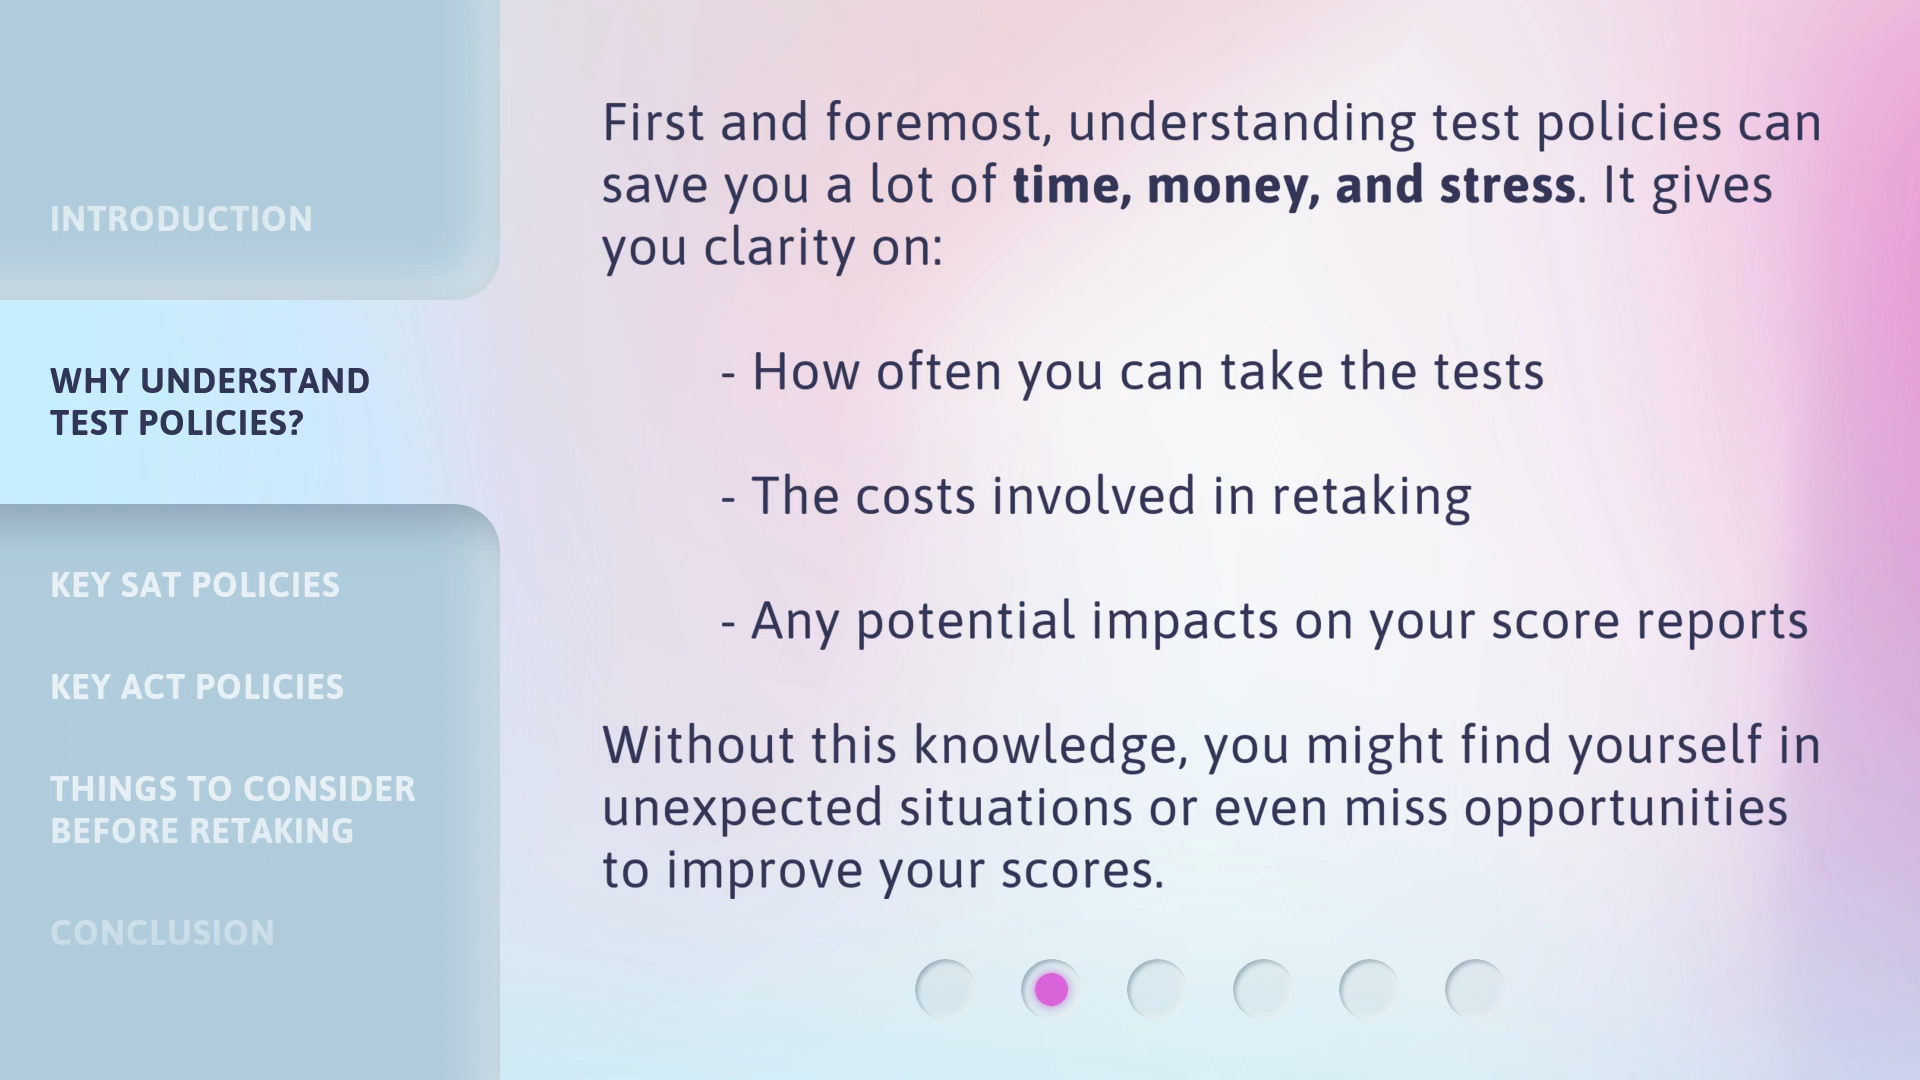 INTRODUCTION
WHY UNDERSTAND
TEST POLICIES?
KEY SAT POLICIES
KEY ACT POLICIES
THINGS TO CONSIDER
BEFORE RETAKING
CONCLUSION
First and foremost, understanding test policies can
save you a lot of time, money, and stress. It gives
you clarity on:
- How often you can take the tests
- The costs involved in retaking
- Any potential impacts on your score reports
Without this knowledge, you might find yourself in
unexpected situations or even miss opportunities
to improve your scores.